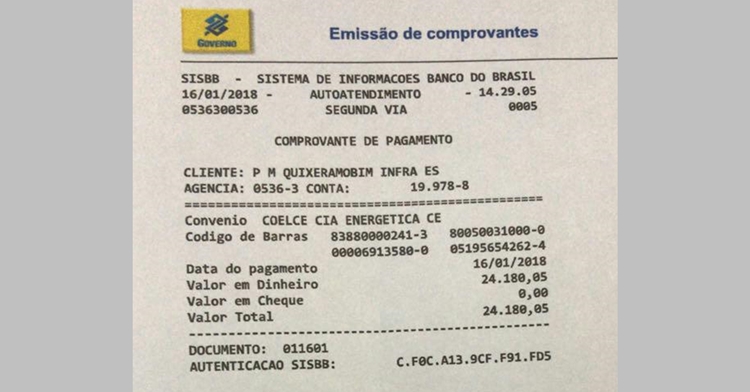 GOVERNO
Emissão de comprovantes
SISBB - SISTEMA DE INFORMACOES BANCO DO BRASIL
16/01/2018 - AUTOATENDIMENTO - 14.29.05
0536300536 SEGUNDA VIA 0005
COMPROVANTE DE PAGAMENTO
CLIENTE: P M QUIXERAMOBIM INFRA ES
AGENCIA: 0536-3 CONTA: 19.978-8
================================================
Convenio COELCE CIA ENERGETICA CE
Codigo de Barras 83880000241-3 80050031000-0
00006913580-0 05195654262-4
Data do pagamento 16/01/2018
Valor em Dinheiro 24.180,05
Valor em Cheque 0,00
Valor Total 24.180,05
------------------------------------------------
DOCUMENTO: 011601
AUTENTICACAO SISBB: C.F0C.A13.9CF.F91.FD5